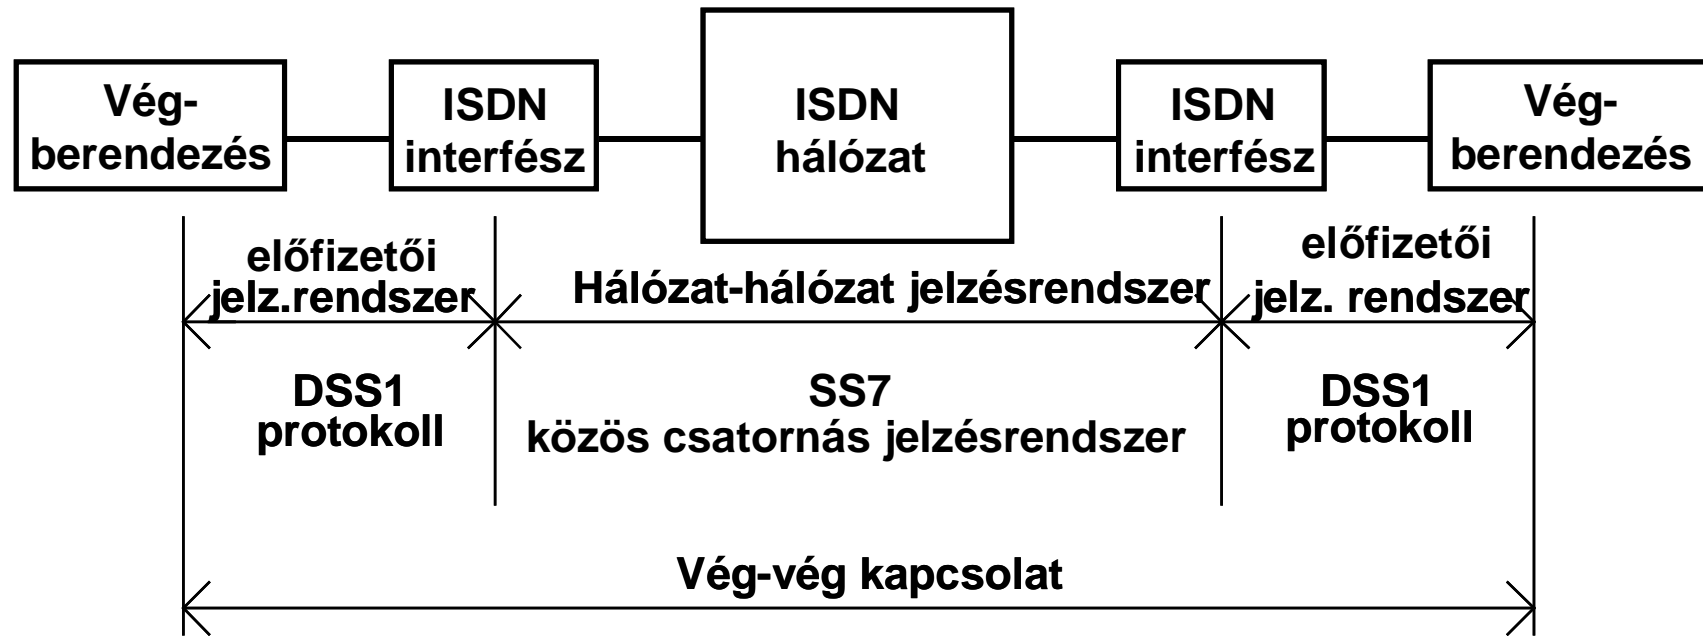 Vég-
berendezés
ISDN
interfész
ISDN
hálózat
ISDN
interfész
Vég-
berendezés
előfizetői
jelz.rendszer
Hálózat-hálózat jelzésrendszer
előfizetői
jelz. rendszer
DSS1
protokoll
SS7
közös csatornás jelzésrendszer
DSS1
protokoll
Vég-vég kapcsolat